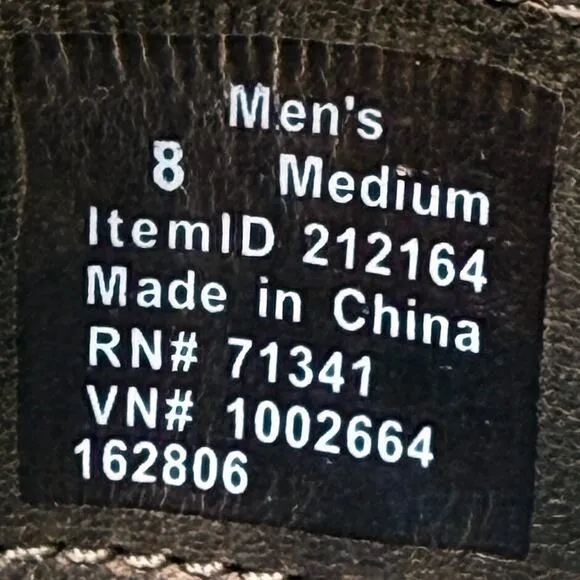 Men's
8 Medium
ItemID 212164
Made in China
RN# 71341
VN# 1002664
162806